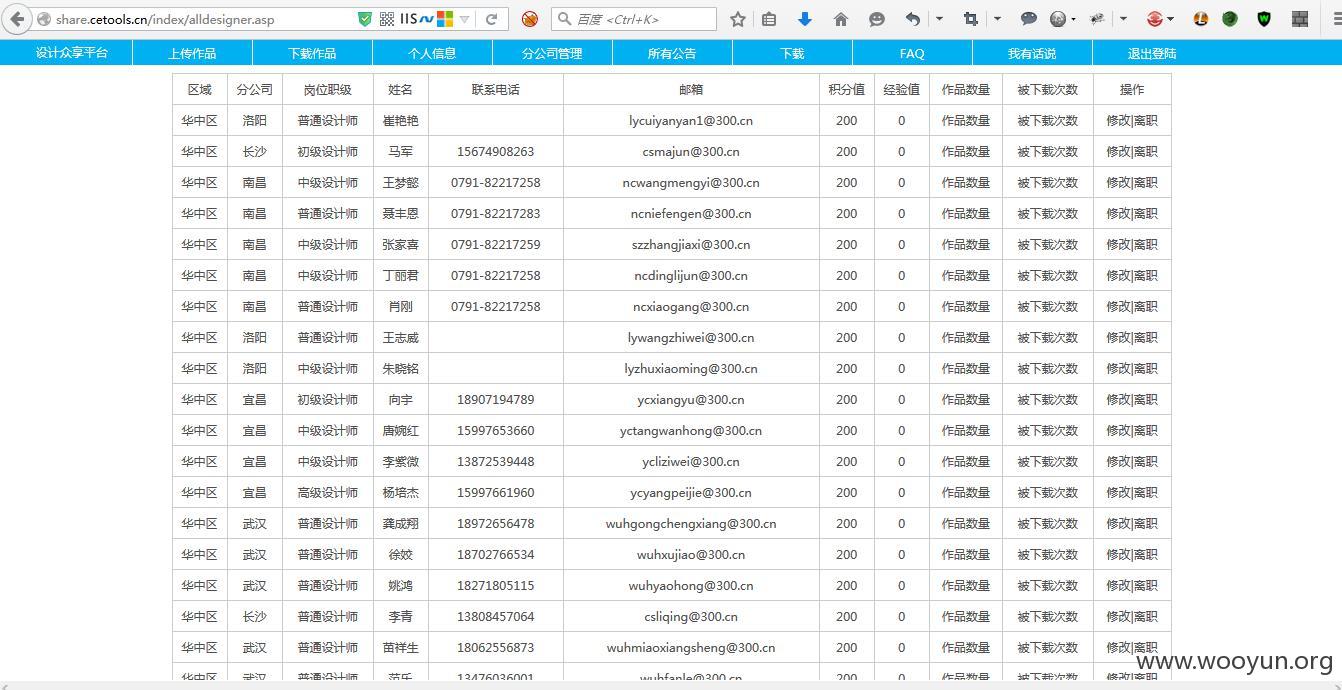 share.cetools.cn/index/alldesigner.asp IIS 百度 <Ctrl+K>
设计众享平台 上传作品 下载作品 个人信息 分公司管理 所有公告 下载 FAQ 我有话说 退出登陆
区域 分公司 岗位职级 姓名 联系电话 邮箱 积分值 经验值 作品数量 被下载次数 操作
华中区 洛阳 普通设计师 崔艳艳 lycuiyanyan1@300.cn 200 0 作品数量 被下载次数 修改|离职
华中区 长沙 初级设计师 马军 15674908263 csmajun@300.cn 200 0 作品数量 被下载次数 修改|离职
华中区 南昌 中级设计师 王梦懿 0791-82217258 ncwangmengyi@300.cn 200 0 作品数量 被下载次数 修改|离职
华中区 南昌 普通设计师 聂丰恩 0791-82217283 ncniefengen@300.cn 200 0 作品数量 被下载次数 修改|离职
华中区 南昌 中级设计师 张家喜 0791-82217259 szzhangjiaxi@300.cn 200 0 作品数量 被下载次数 修改|离职
华中区 南昌 中级设计师 丁丽君 0791-82217258 ncdinglijun@300.cn 200 0 作品数量 被下载次数 修改|离职
华中区 南昌 普通设计师 肖刚 0791-82217258 ncxiaogang@300.cn 200 0 作品数量 被下载次数 修改|离职
华中区 洛阳 普通设计师 王志威 lywangzhiwei@300.cn 200 0 作品数量 被下载次数 修改|离职
华中区 洛阳 中级设计师 朱晓铭 lyzhuxiaoming@300.cn 200 0 作品数量 被下载次数 修改|离职
华中区 宜昌 初级设计师 向宇 18907194789 ycxiangyu@300.cn 200 0 作品数量 被下载次数 修改|离职
华中区 宜昌 中级设计师 唐婉红 15997653660 yctangwanhong@300.cn 200 0 作品数量 被下载次数 修改|离职
华中区 宜昌 中级设计师 李紫微 13872539448 ycliziwei@300.cn 200 0 作品数量 被下载次数 修改|离职
华中区 宜昌 高级设计师 杨培杰 15997661960 ycyangpeijie@300.cn 200 0 作品数量 被下载次数 修改|离职
华中区 武汉 普通设计师 龚成翔 18972656478 wuhgongchengxiang@300.cn 200 0 作品数量 被下载次数 修改|离职
华中区 武汉 普通设计师 徐姣 18702766534 wuhxujiao@300.cn 200 0 作品数量 被下载次数 修改|离职
华中区 武汉 普通设计师 姚鸿 18271805115 wuhyaohong@300.cn 200 0 作品数量 被下载次数 修改|离职
华中区 长沙 普通设计师 李青 13808457064 csliqing@300.cn 200 0 作品数量 被下载次数 修改|离职
华中区 武汉 普通设计师 苗祥生 18062556873 wuhmiaoxiangsheng@300.cn 200 0 作品数量 被下载次数 修改|离职
华中区 武汉 普通设计师 范乐 13476036001 wuhfanle@300.cn 200 0 作品数量 被下载次数 修改|离职
www.wooyun.org